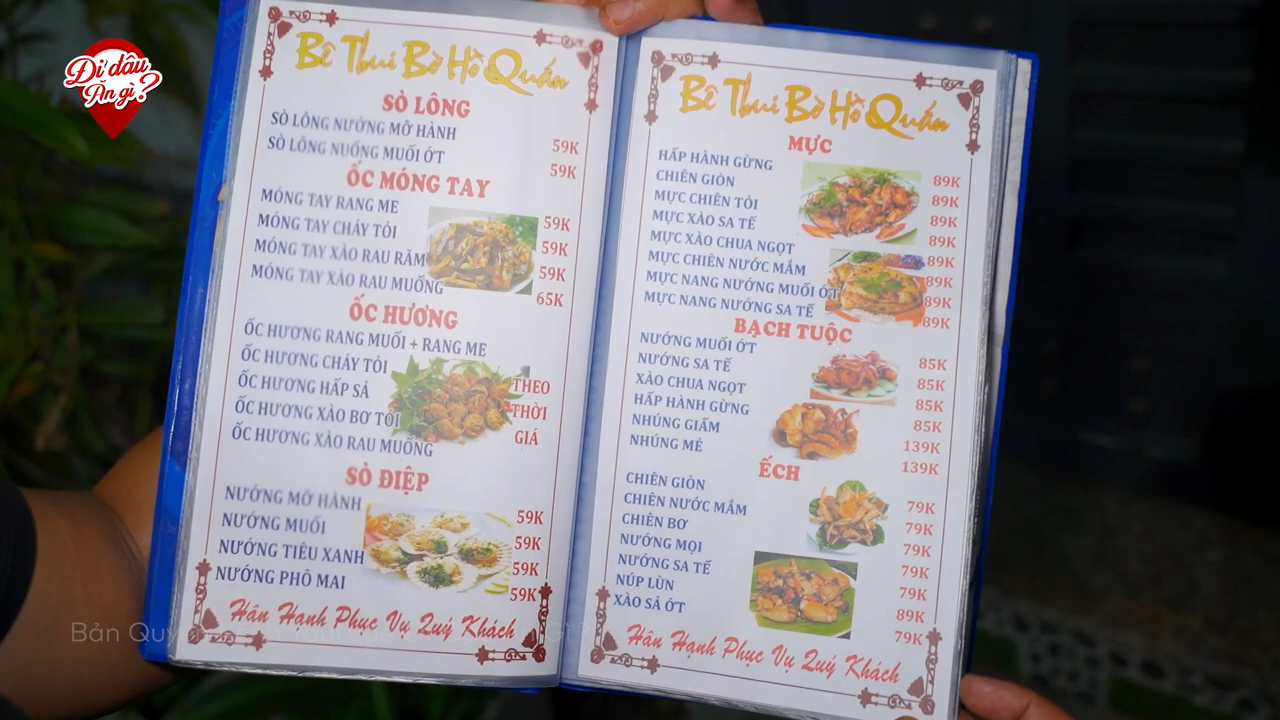 Đi đâu
Ăn gì?
Bê Thui Bờ Hồ Quán
SÒ LÔNG
SÒ LÔNG NƯỚNG MỠ HÀNH 59K
SÒ LÔNG NUỐNG MUỐI ỚT 59K
ỐC MÓNG TAY
MÓNG TAY RANG ME 59K
MÓNG TAY CHÁY TỎI 59K
MÓNG TAY XÀO RAU RĂM 59K
MÓNG TAY XÀO RAU MUỐNG 65K
ỐC HƯƠNG
ỐC HƯƠNG RANG MUỐI + RANG ME
ỐC HƯƠNG CHÁY TỎI
ỐC HƯƠNG HẤP SẢ
ỐC HƯƠNG XÀO BƠ TỎI
ỐC HƯƠNG XÀO RAU MUỐNG
THEO
THỜI
GIÁ
SÒ ĐIỆP
NƯỚNG MỠ HÀNH 59K
NƯỚNG MUỐI 59K
NƯỚNG TIÊU XANH 59K
NƯỚNG PHÔ MAI 59K
Hân Hạnh Phục Vụ Quý Khách
Bê Thui Bờ Hồ Quán
MỰC
HẤP HÀNH GỪNG 89K
CHIÊN GIÒN 89K
MỰC CHIÊN TỎI 89K
MỰC XÀO SA TẾ 89K
MỰC XÀO CHUA NGỌT 89K
MỰC CHIÊN NƯỚC MẮM 89K
MỰC NANG NƯỚNG MUỐI ỚT 89K
MỰC NANG NƯỚNG SA TẾ 89K
BẠCH TUỘC
NƯỚNG MUỐI ỚT 85K
NƯỚNG SA TẾ 85K
XÀO CHUA NGỌT 85K
HẤP HÀNH GỪNG 85K
NHÚNG GIẤM 139K
NHÚNG MẺ 139K
ẾCH
CHIÊN GIÒN 79K
CHIÊN NƯỚC MẮM 79K
CHIÊN BƠ 79K
NƯỚNG MỌI 79K
NƯỚNG SA TẾ 79K
NÚP LÙN 89K
XÀO SẢ ỚT 79K
Hân Hạnh Phục Vụ Quý Khách
Bản